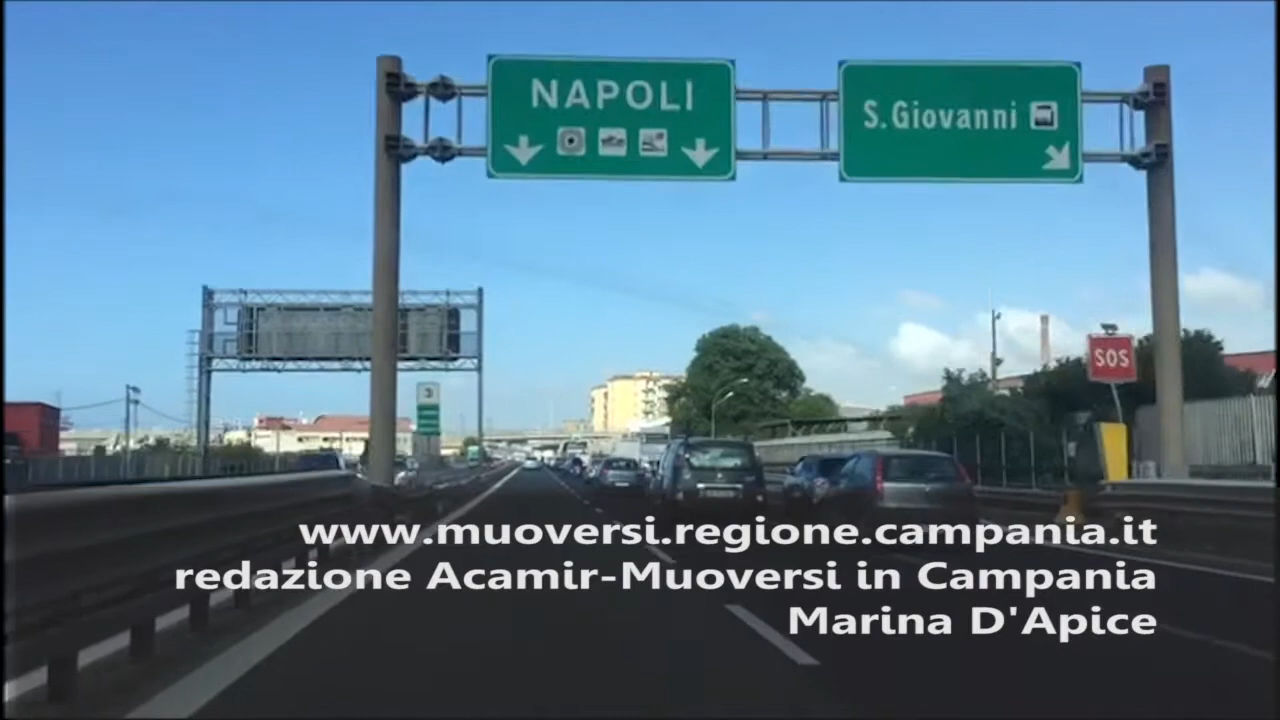 NAPOLI
S.Giovanni
3
SOS
www.muoversi.regione.campania.it
redazione Acamir-Muoversi in Campania
Marina D'Apice